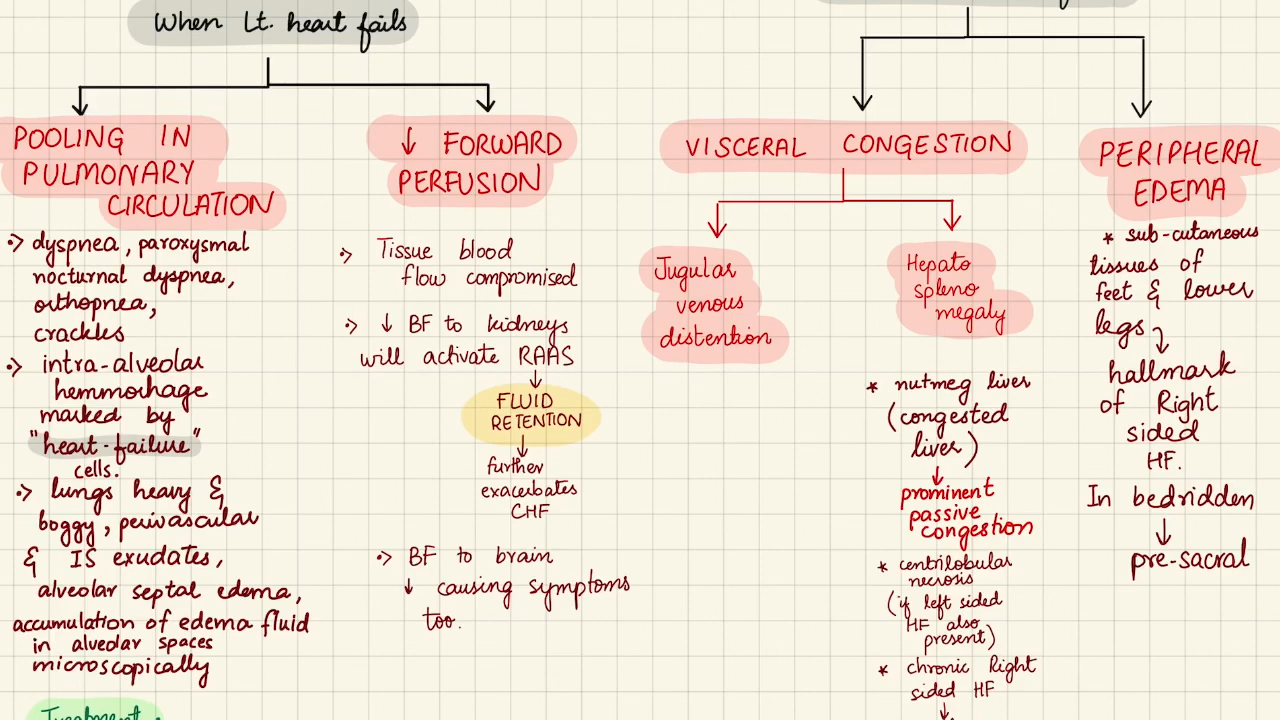 When Lt. heart fails
POOLING IN
PULMONARY
CIRCULATION
·> dyspnea, paroxysmal
nocturnal dyspnea,
orthopnea,
crackles
·> intra-alveolar
hemmorhage
marked by
"heart-failure"
cells.
·> lungs heavy &
boggy, perivascular
& IS exudates,
alveolar septal edema,
accumulation of edema fluid
in alveolar spaces
microscopically
Treatment:
↓ FORWARD
PERFUSION
·> Tissue blood
flow compromised
·> ↓ BF to kidneys
will activate RAAS
↓
FLUID
RETENTION
↓
further
exacerbates
CHF
·> BF to brain
↓ causing symptoms
too.
VISCERAL CONGESTION
Jugular
venous
distention
Hepato
spleno
megaly
* nutmeg liver
(congested
liver)
↓
prominent
passive
congestion
* centrilobular
necrosis
(if left sided
HF also
present)
* chronic Right
sided HF
↓
PERIPHERAL
EDEMA
* sub-cutaneous
tissues of
feet & lower
legs
↓
hallmark
of Right
sided
HF.
In bedridden
↓
pre-sacral